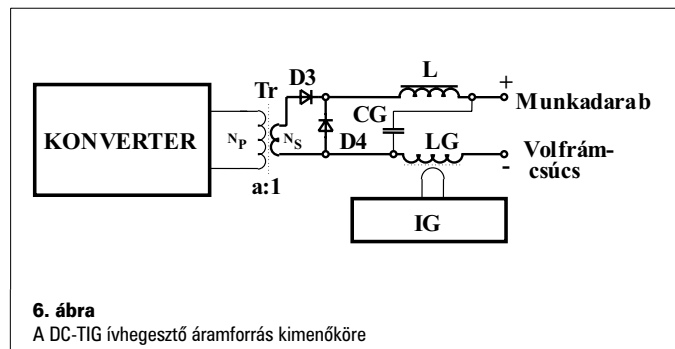 L
D3
Tr
+
Munkadarab
CG
KONVERTER
NP
NS
D4
LG
Volfrám-
-
csúcs
a:1
IG
6. ábra
A DC-TIG ívhegesztő áramforrás kimenőköre